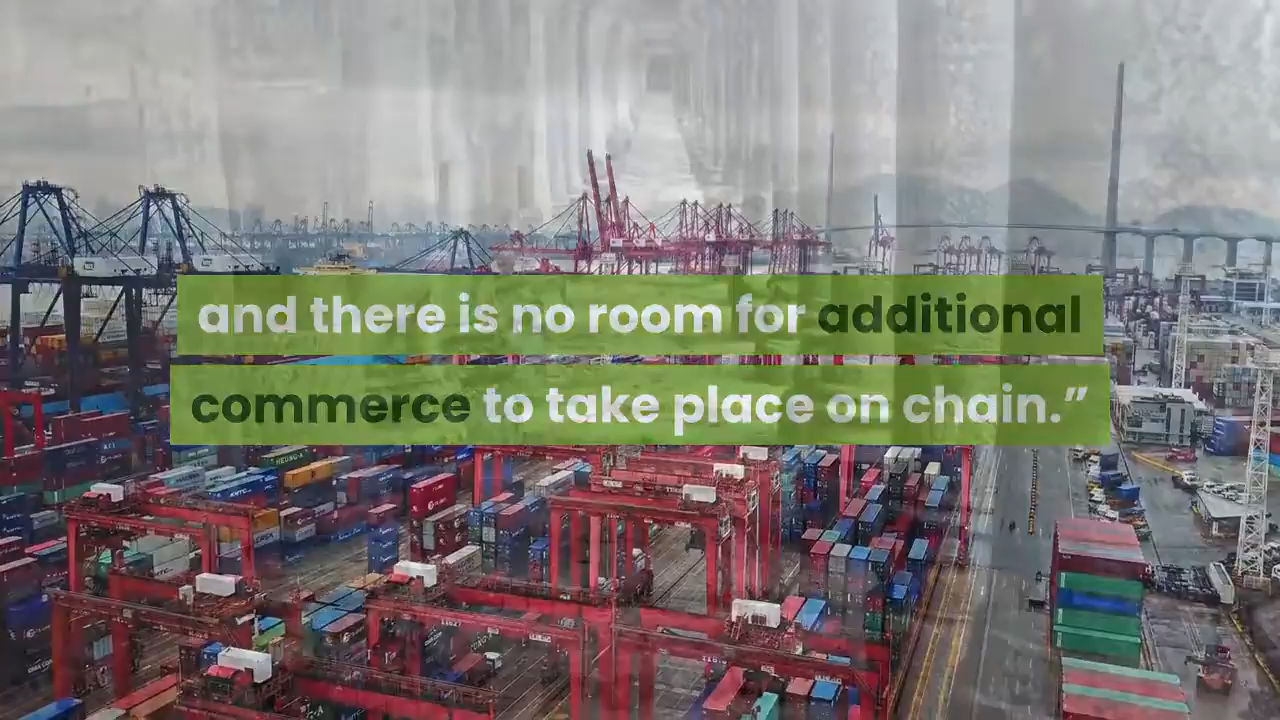 and there is no room for additional
commerce to take place on chain.”